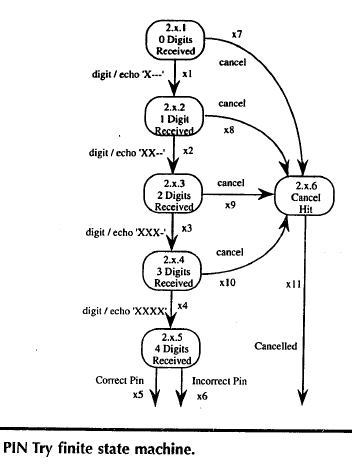 2.x.1
0 Digits
Received
x7
cancel
digit / echo 'X---'
x1
2.x.2
1 Digit
Received
cancel
x8
digit / echo 'XX--'
x2
2.x.3
2 Digits
Received
cancel
x9
2.x.6
Cancel
Hit
digit / echo 'XXX-'
x3
2.x.4
3 Digits
Received
cancel
x10
x11
digit / echo 'XXXX'
x4
2.x.5
4 Digits
Received
Cancelled
Correct Pin
x5
Incorrect Pin
x6
PIN Try finite state machine.